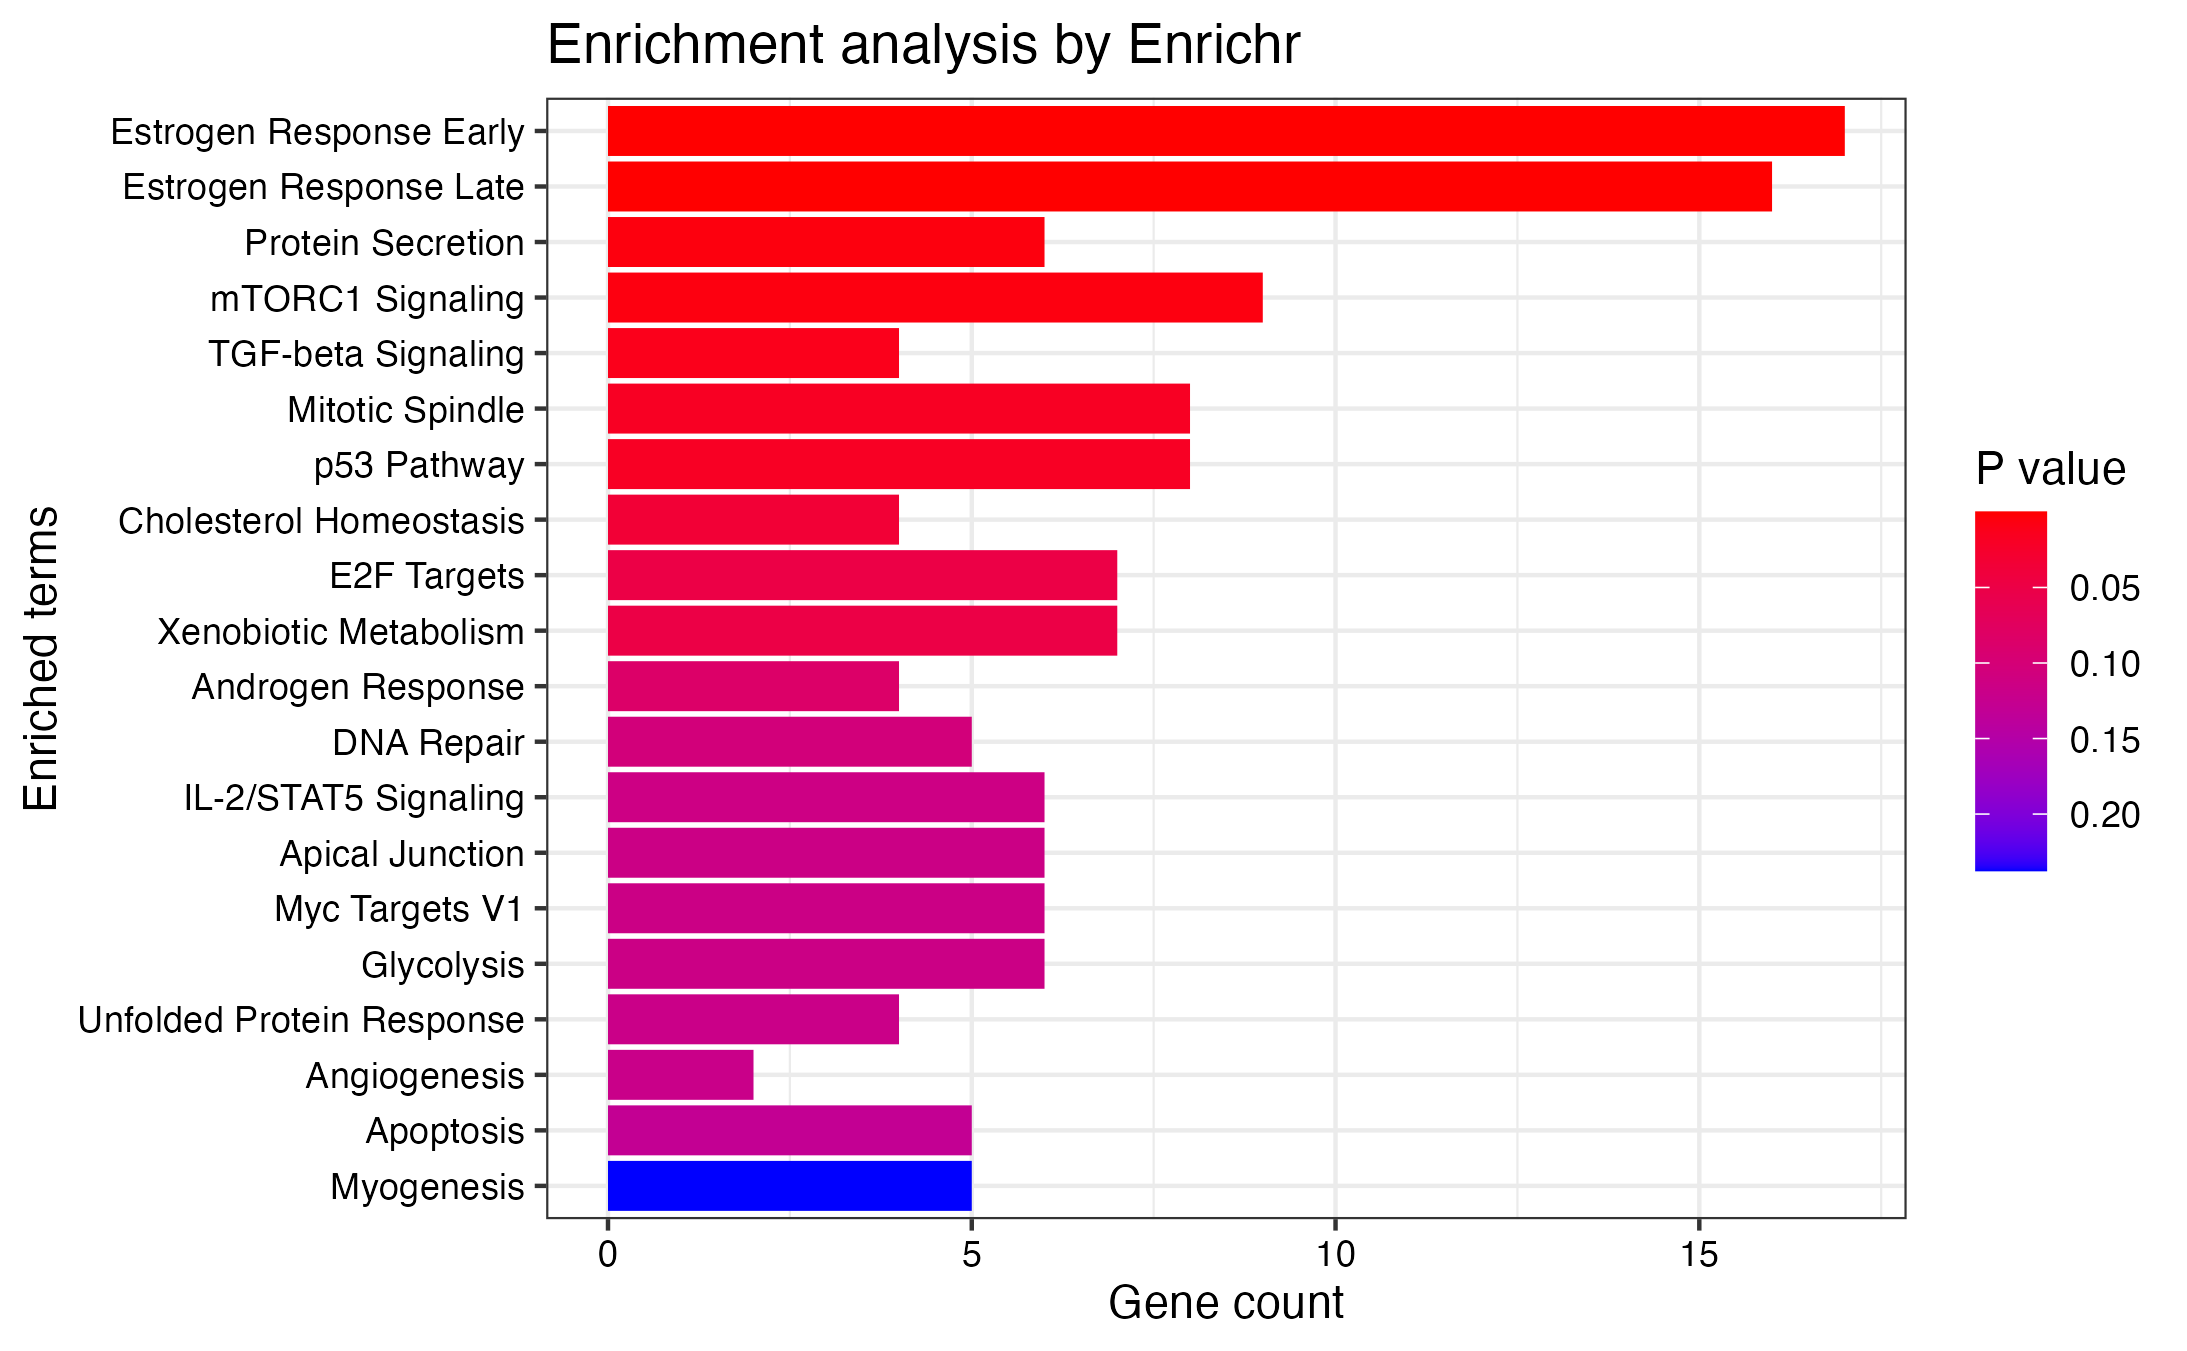 Enrichment analysis by Enrichr
Enriched terms
Estrogen Response Early
Estrogen Response Late
Protein Secretion
mTORC1 Signaling
TGF-beta Signaling
Mitotic Spindle
p53 Pathway
Cholesterol Homeostasis
E2F Targets
Xenobiotic Metabolism
Androgen Response
DNA Repair
IL-2/STAT5 Signaling
Apical Junction
Myc Targets V1
Glycolysis
Unfolded Protein Response
Angiogenesis
Apoptosis
Myogenesis
0 5 10 15
Gene count
P value
0.05
0.10
0.15
0.20